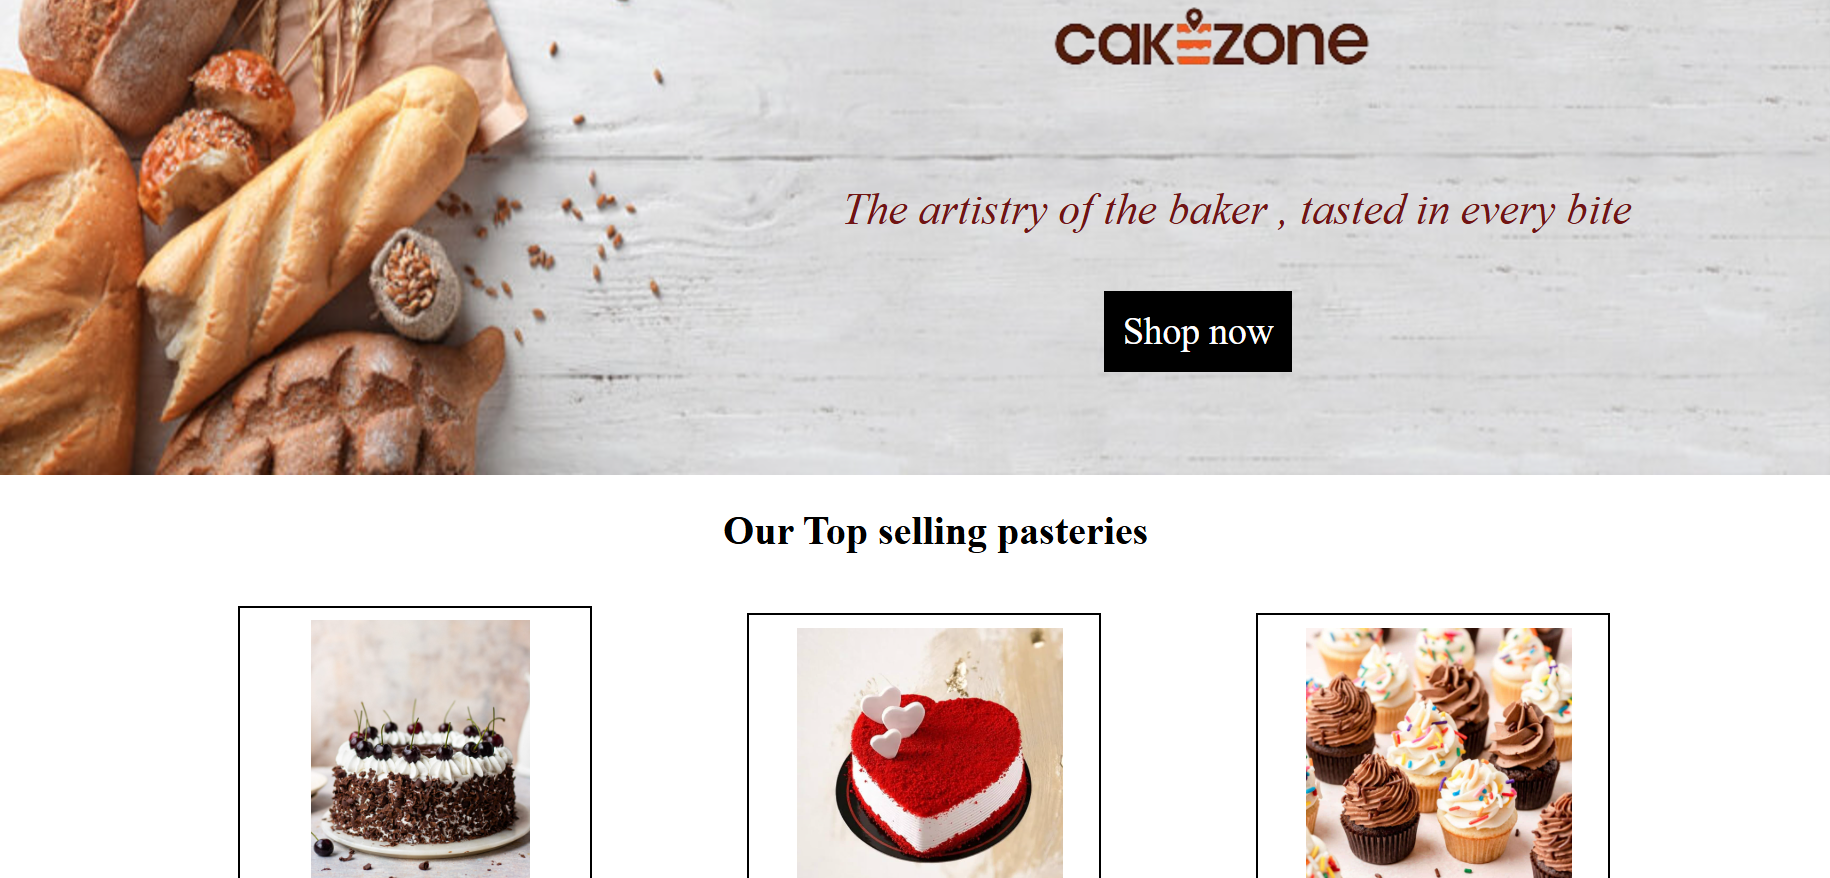 cakezone
The artistry of the baker , tasted in every bite
Shop now
Our Top selling pasteries